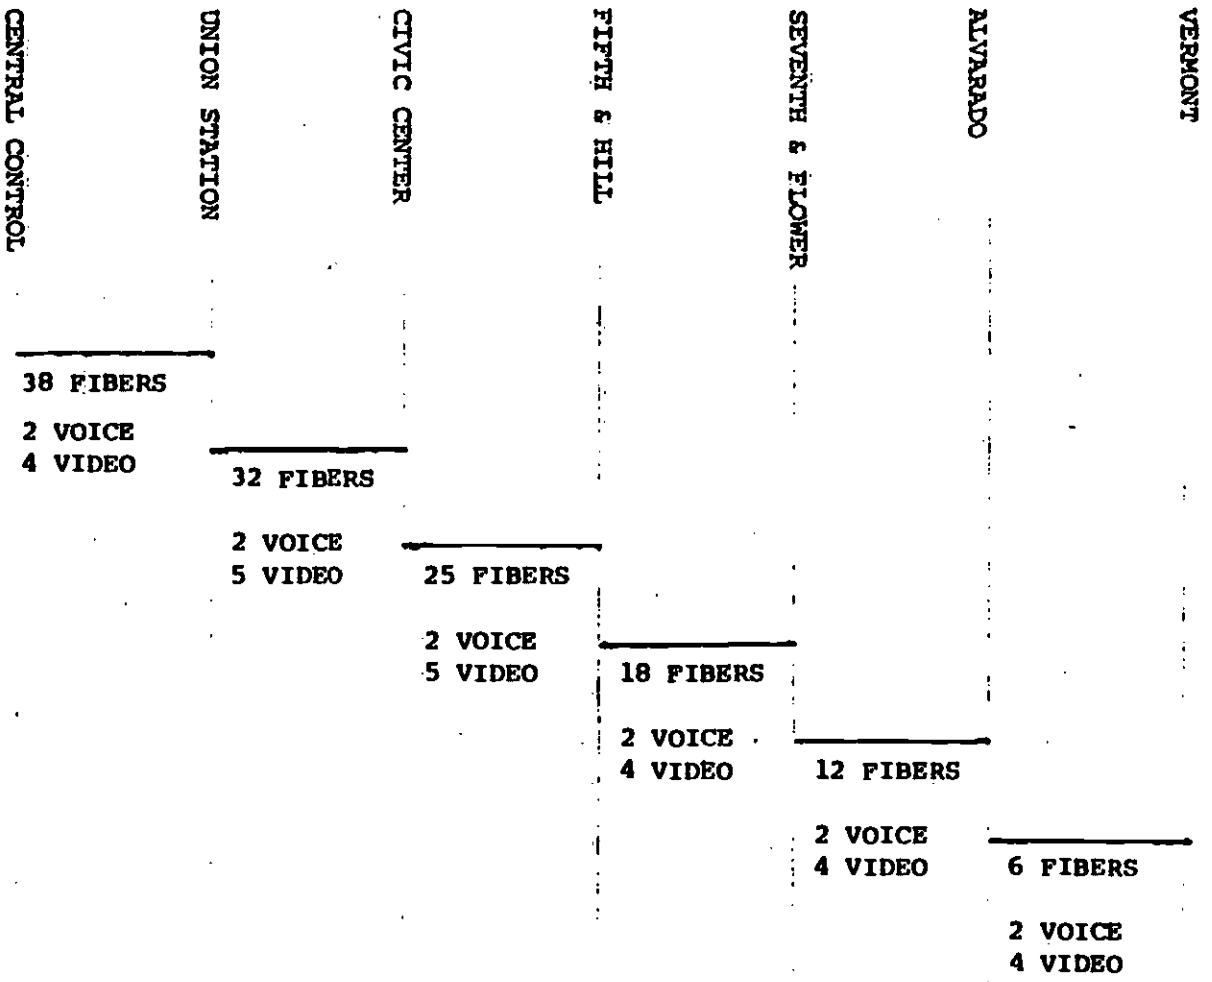 CENTRAL CONTROL
UNION STATION
CIVIC CENTER
FIFTH & HILL
SEVENTH & FLOWER
ALVARADO
VERMONT
38 FIBERS
2 VOICE
4 VIDEO
32 FIBERS
2 VOICE
5 VIDEO
25 FIBERS
2 VOICE
5 VIDEO
18 FIBERS
2 VOICE
4 VIDEO
12 FIBERS
2 VOICE
4 VIDEO
6 FIBERS
2 VOICE
4 VIDEO